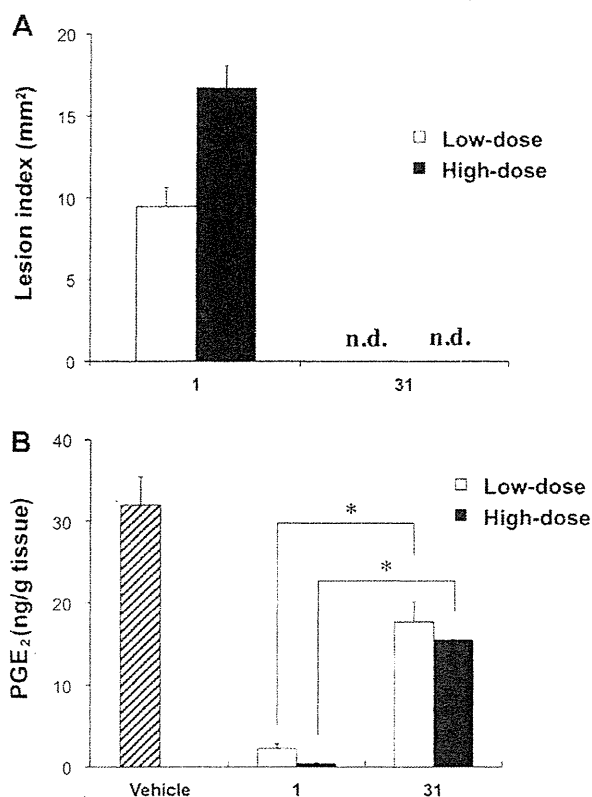 A
Lesion index (mm²)
20
15
10
5
0
Low-dose
High-dose
n.d. n.d.
1 31
B
PGE₂ (ng/g tissue)
40
30
20
10
0
Low-dose
High-dose
*
*
Vehicle 1 31